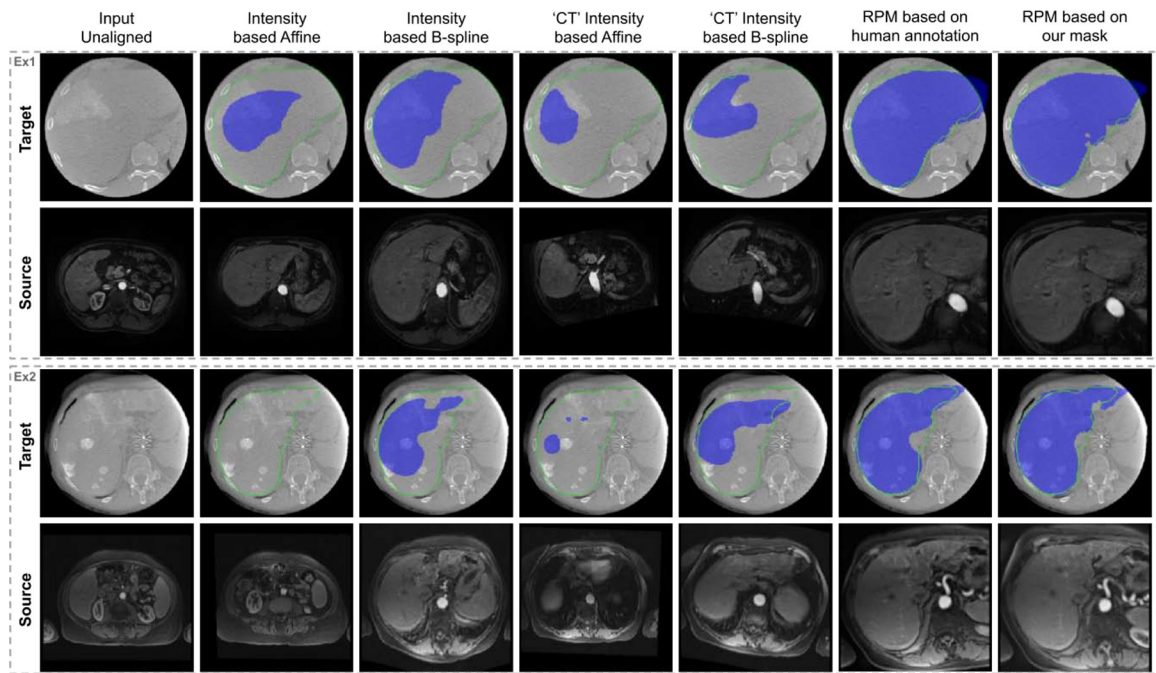 Input
Unaligned
Intensity
based Affine
Intensity
based B-spline
‘CT’ Intensity
based Affine
‘CT’ Intensity
based B-spline
RPM based on
human annotation
RPM based on
our mask
Ex1
Target
Source
Ex2
Target
Source